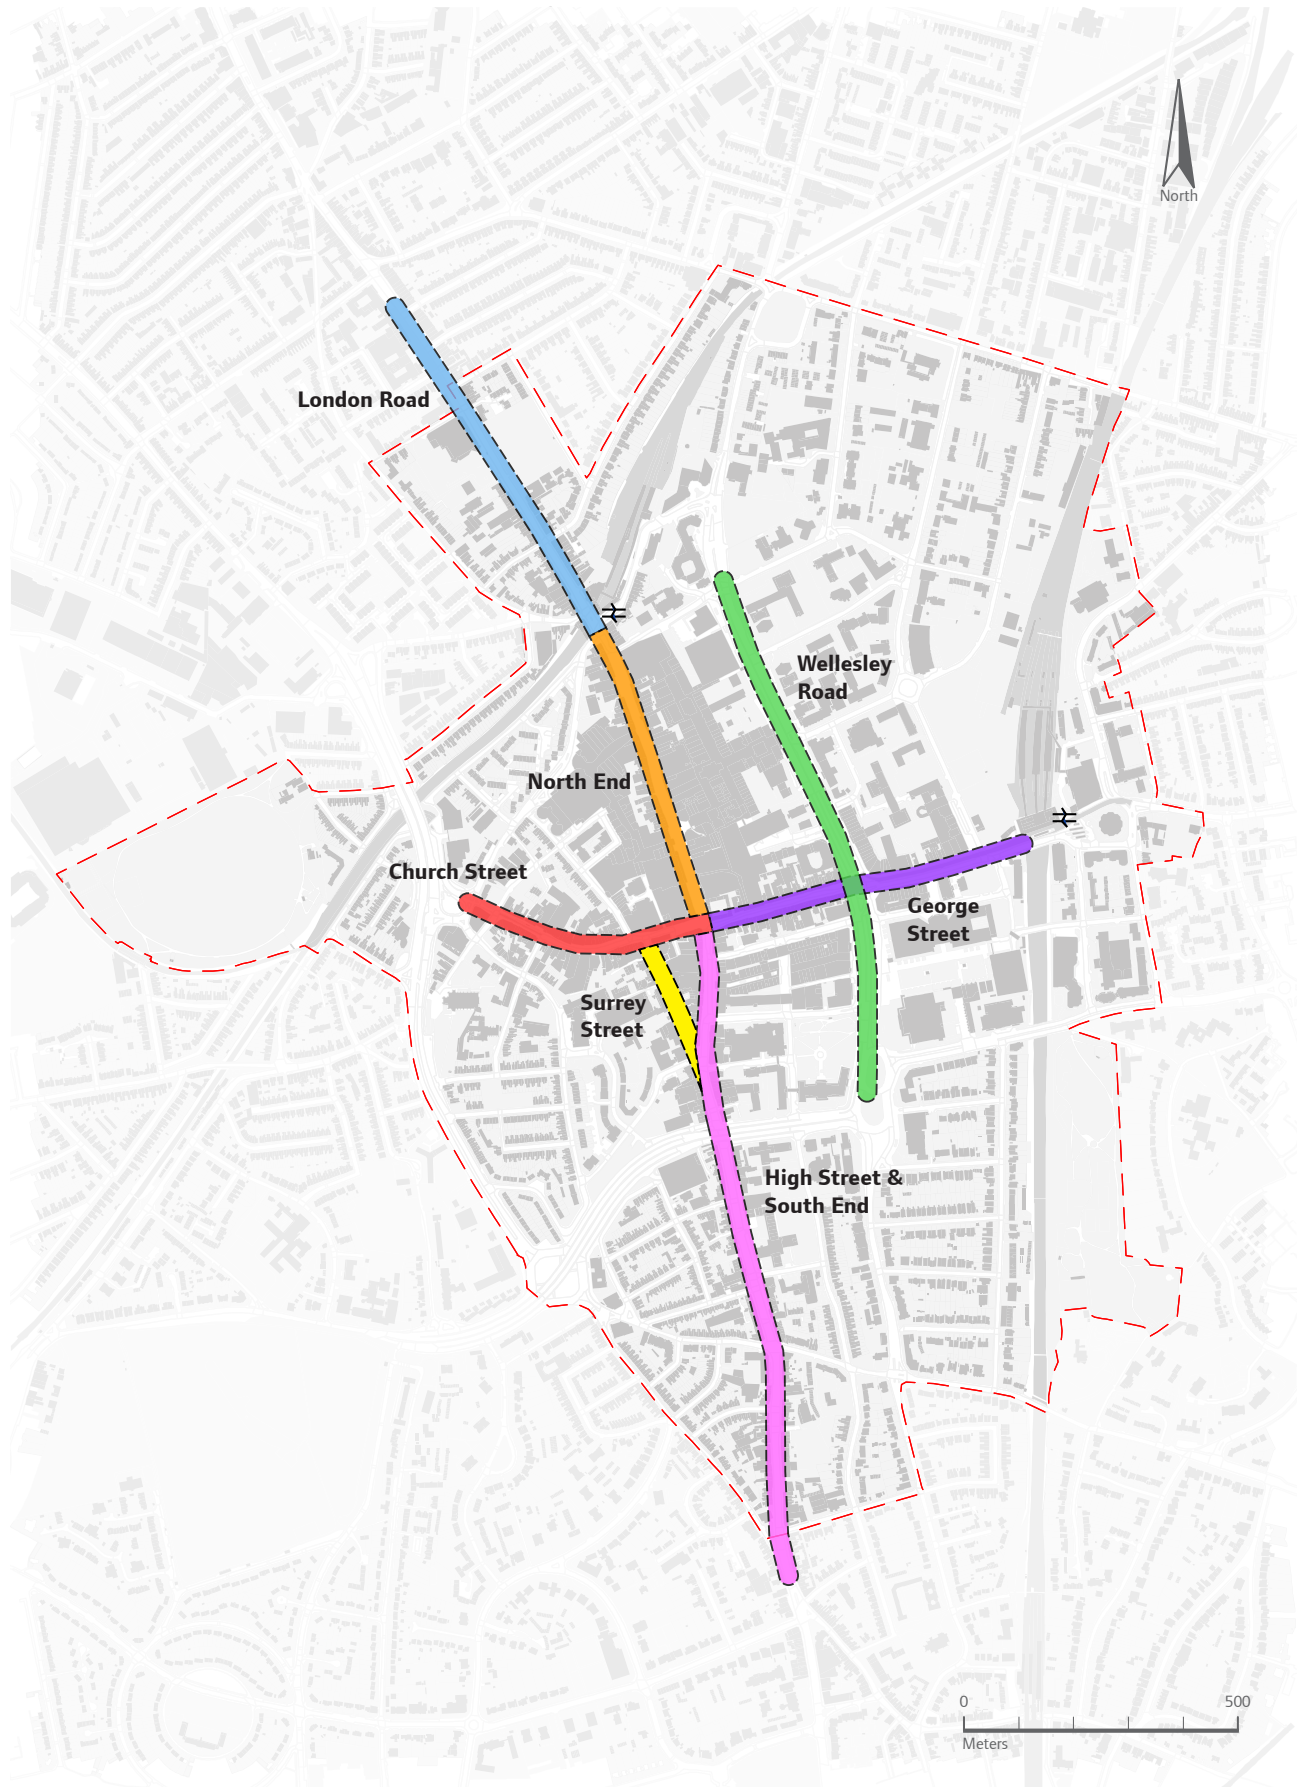 North
London Road
Wellesley
Road
North End
Church Street
George
Street
Surrey
Street
High Street &
South End
0 500
Meters